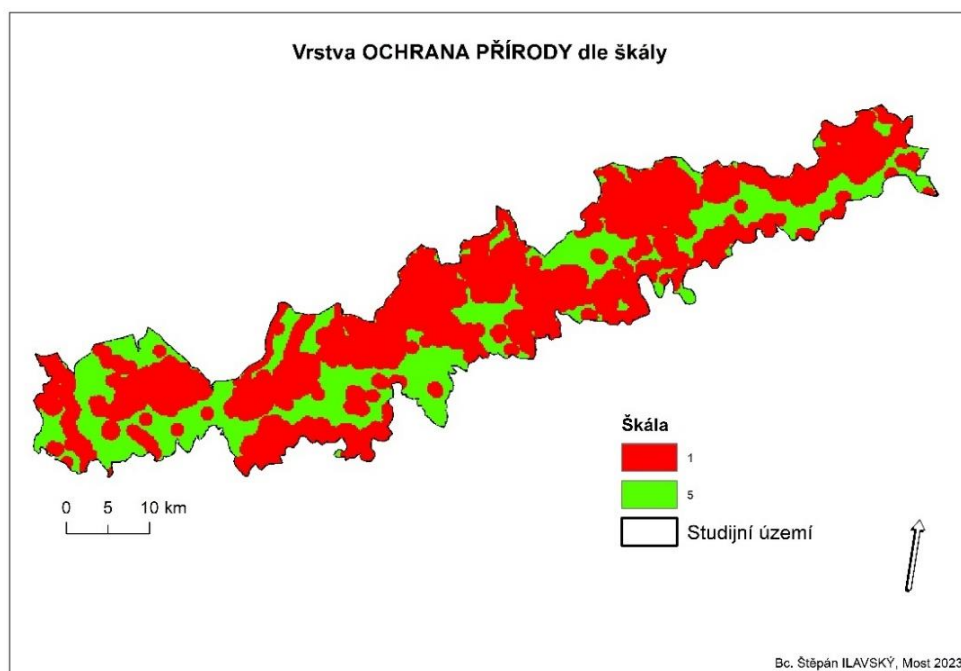 Vrstva OCHRANA PŘÍRODY dle škály
Škála
1
5
Studijní území
0 5 10 km
Bc. Štěpán ILAVSKÝ, Most 2023